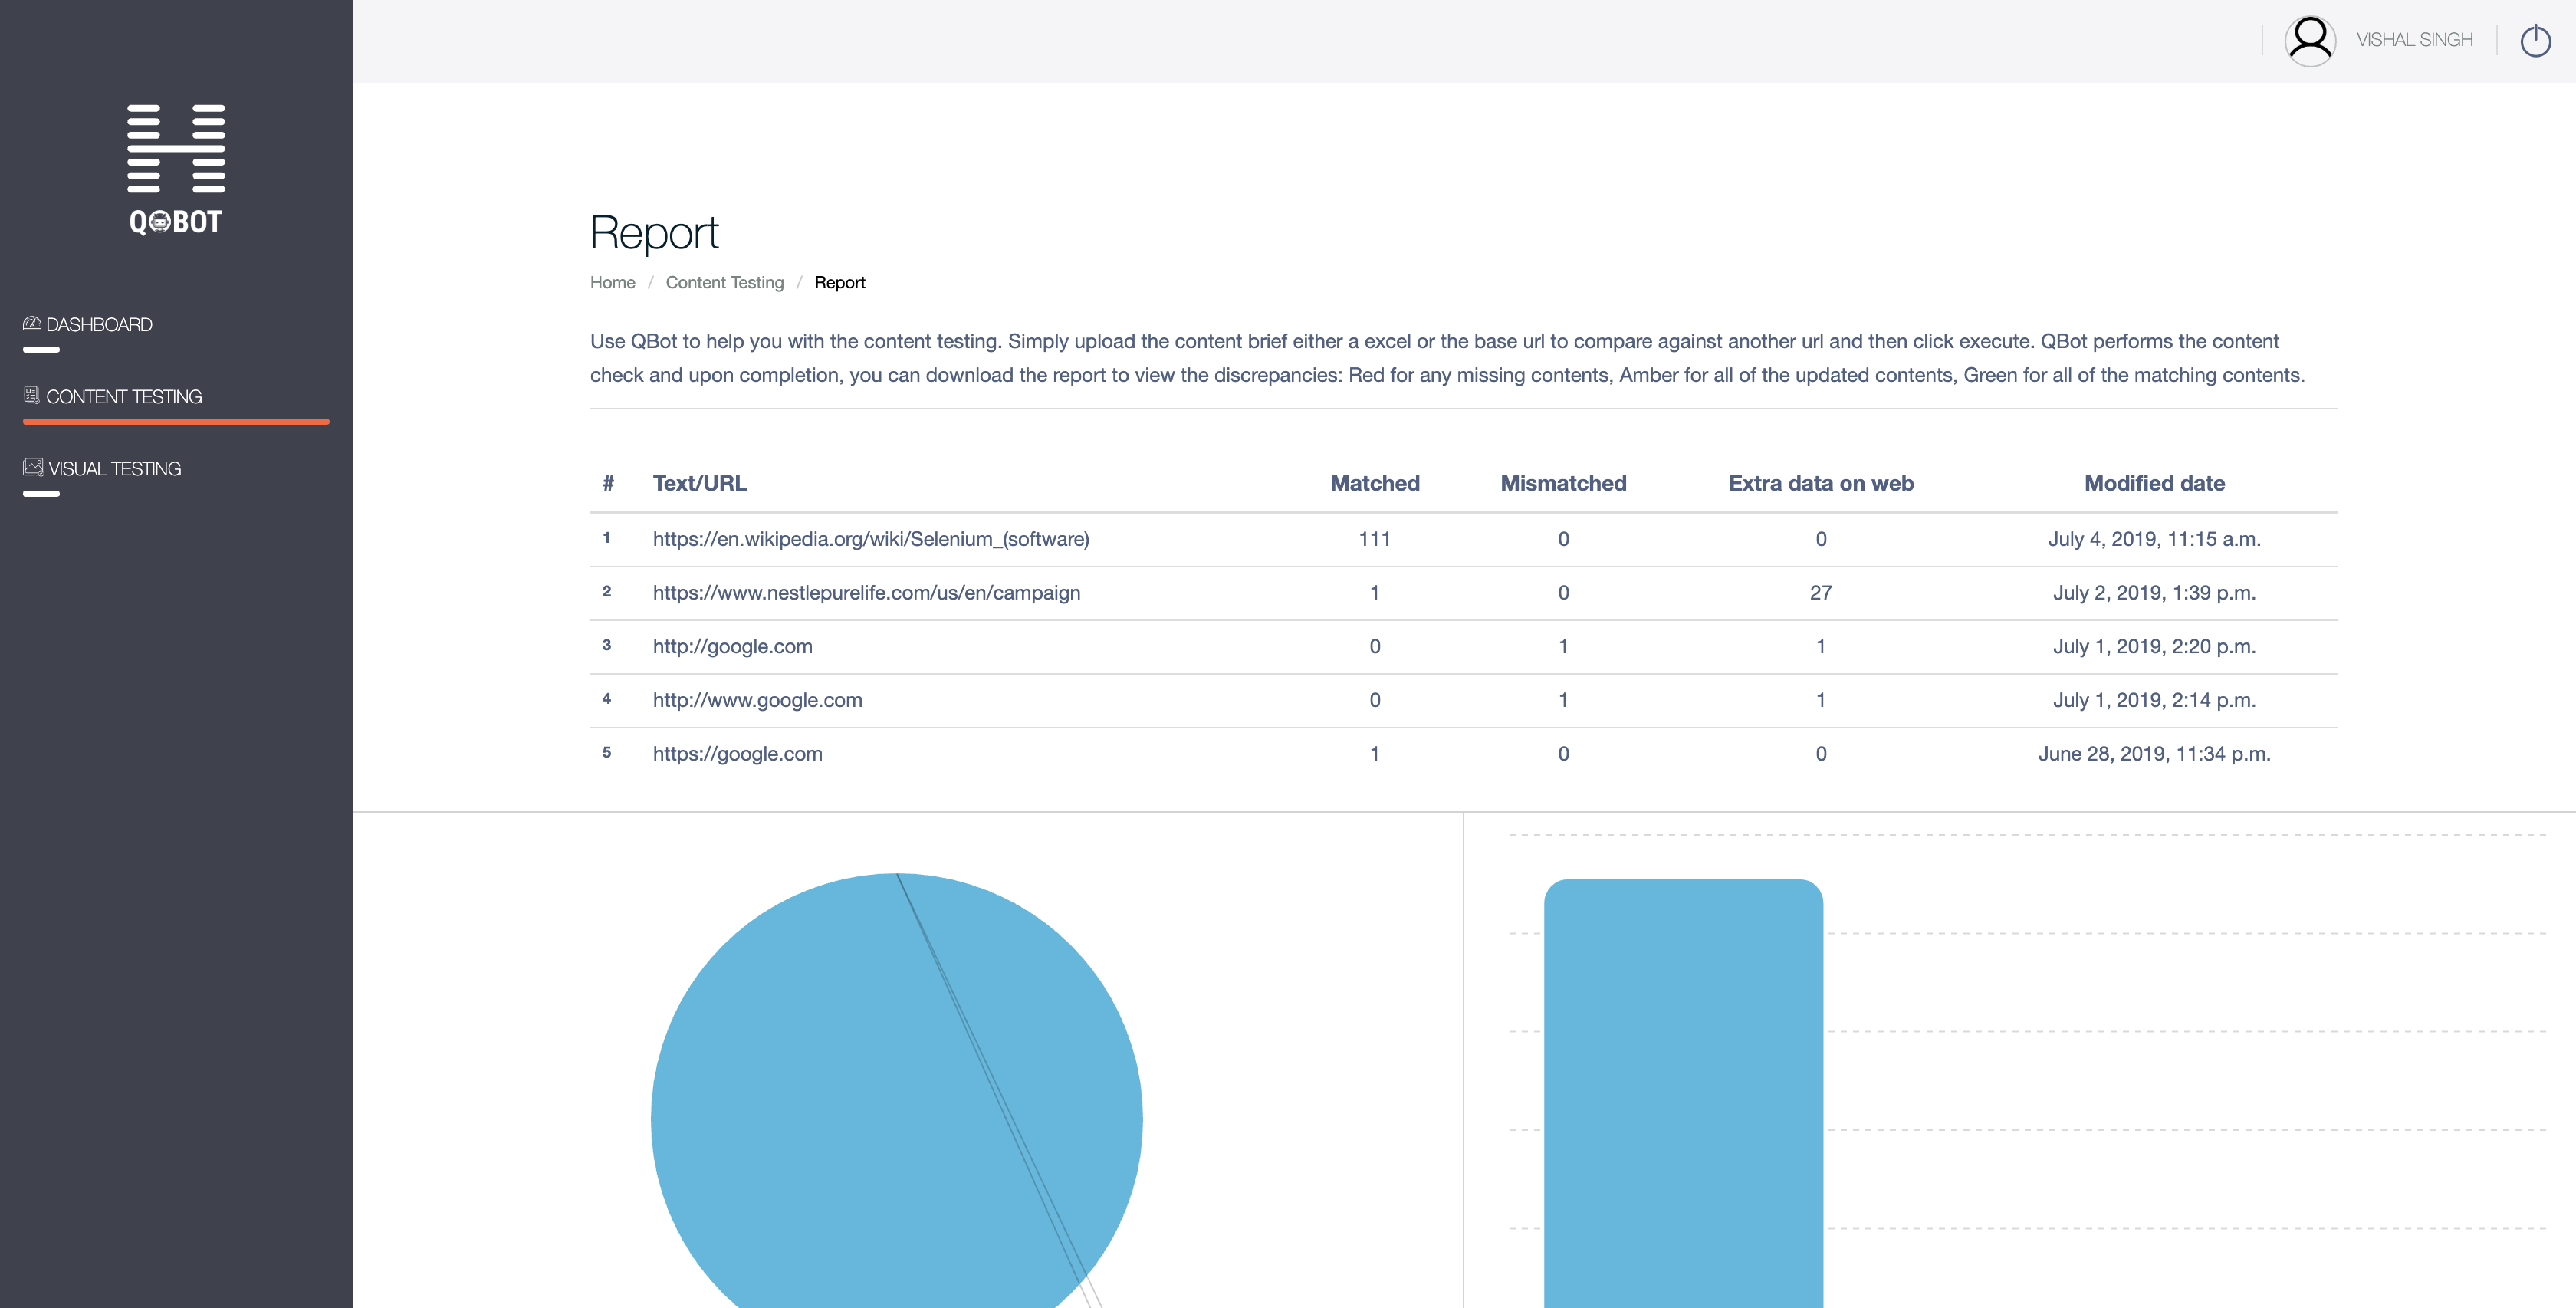 VISHAL SINGH
QBOT
DASHBOARD
CONTENT TESTING
VISUAL TESTING
Report
Home / Content Testing / Report
Use QBot to help you with the content testing. Simply upload the content brief either a excel or the base url to compare against another url and then click execute. QBot performs the content
check and upon completion, you can download the report to view the discrepancies: Red for any missing contents, Amber for all of the updated contents, Green for all of the matching contents.
# Text/URL Matched Mismatched Extra data on web Modified date
1 https://en.wikipedia.org/wiki/Selenium_(software) 111 0 0 July 4, 2019, 11:15 a.m.
2 https://www.nestlepurelife.com/us/en/campaign 1 0 27 July 2, 2019, 1:39 p.m.
3 http://google.com 0 1 1 July 1, 2019, 2:20 p.m.
4 http://www.google.com 0 1 1 July 1, 2019, 2:14 p.m.
5 https://google.com 1 0 0 June 28, 2019, 11:34 p.m.